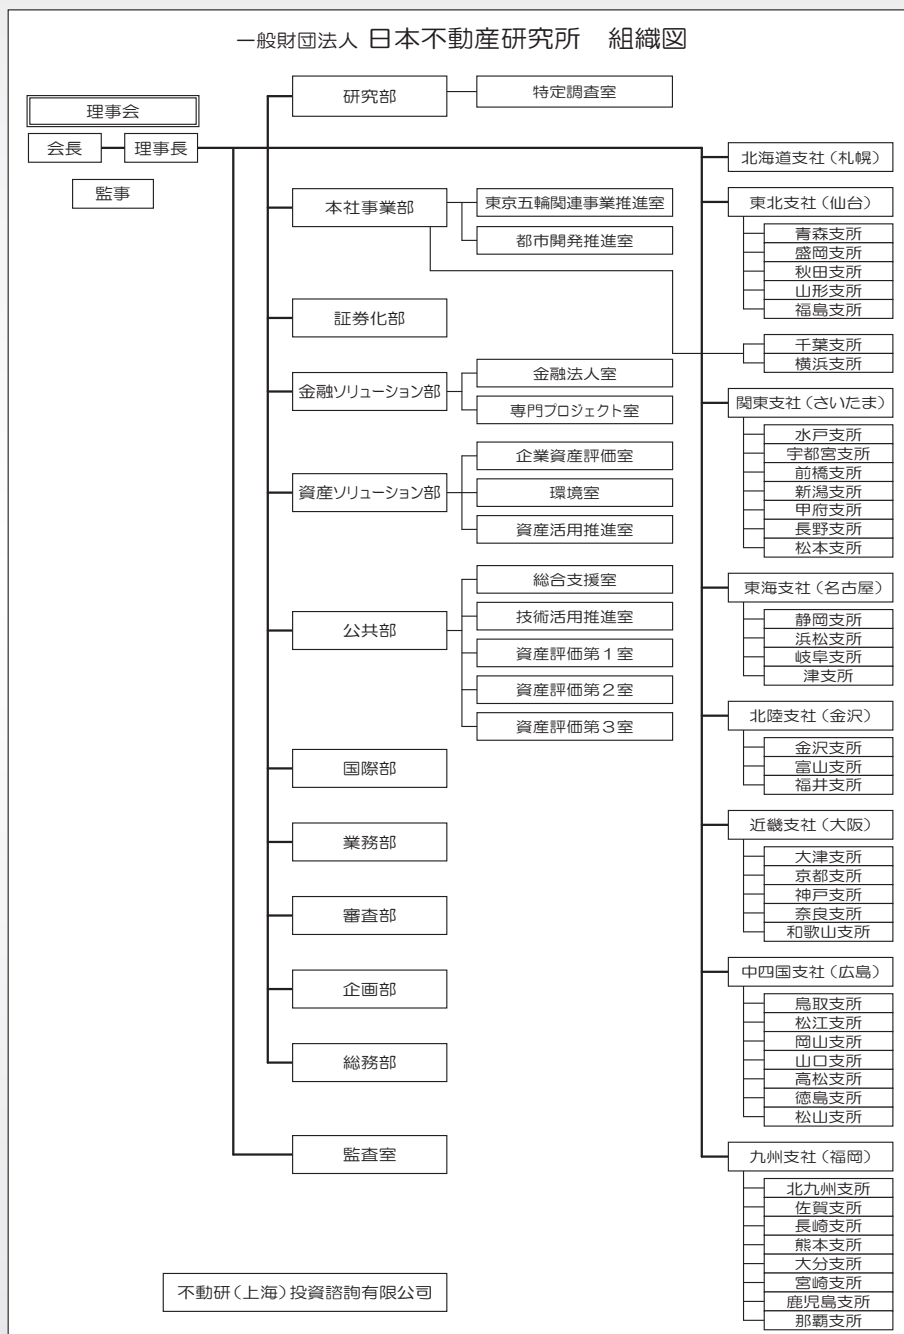 一般財団法人 日本不動産研究所　組織図
理事会
会長
理事長
監事
研究部
特定調査室
本社事業部
東京五輪関連事業推進室
都市開発推進室
証券化部
金融ソリューション部
金融法人室
専門プロジェクト室
資産ソリューション部
企業資産評価室
環境室
資産活用推進室
公共部
総合支援室
技術活用推進室
資産評価第１室
資産評価第２室
資産評価第３室
国際部
業務部
審査部
企画部
総務部
監査室
不動研（上海）投資諮詢有限公司
北海道支社（札幌）
東北支社（仙台）
青森支所
盛岡支所
秋田支所
山形支所
福島支所
千葉支所
横浜支所
関東支社（さいたま）
水戸支所
宇都宮支所
前橋支所
新潟支所
甲府支所
長野支所
松本支所
東海支社（名古屋）
静岡支所
浜松支所
岐阜支所
津支所
北陸支社（金沢）
金沢支所
富山支所
福井支所
近畿支社（大阪）
大津支所
京都支所
神戸支所
奈良支所
和歌山支所
中四国支社（広島）
鳥取支所
松江支所
岡山支所
山口支所
高松支所
徳島支所
松山支所
九州支社（福岡）
北九州支所
佐賀支所
長崎支所
熊本支所
大分支所
宮崎支所
鹿児島支所
那覇支所